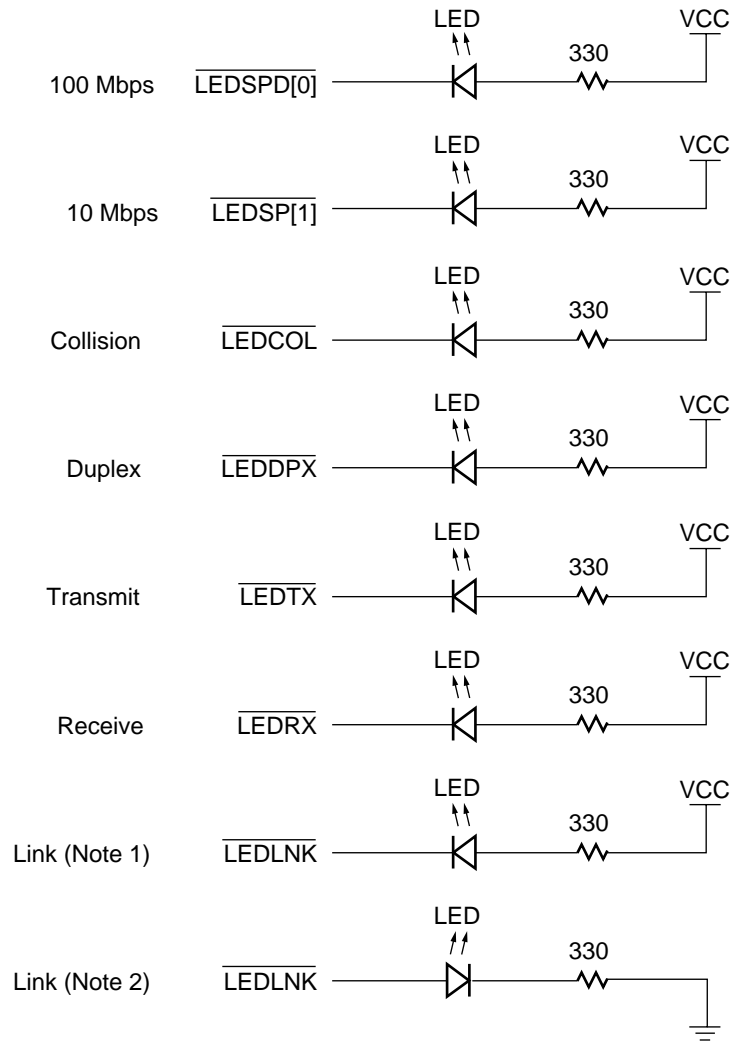 LED VCC
330
100 Mbps LEDSPD[0]
LED VCC
330
10 Mbps LEDSP[1]
LED VCC
330
Collision LEDCOL
LED VCC
330
Duplex LEDDPX
LED VCC
330
Transmit LEDTX
LED VCC
330
Receive LEDRX
LED VCC
330
Link (Note 1) LEDLNK
LED
330
Link (Note 2) LEDLNK